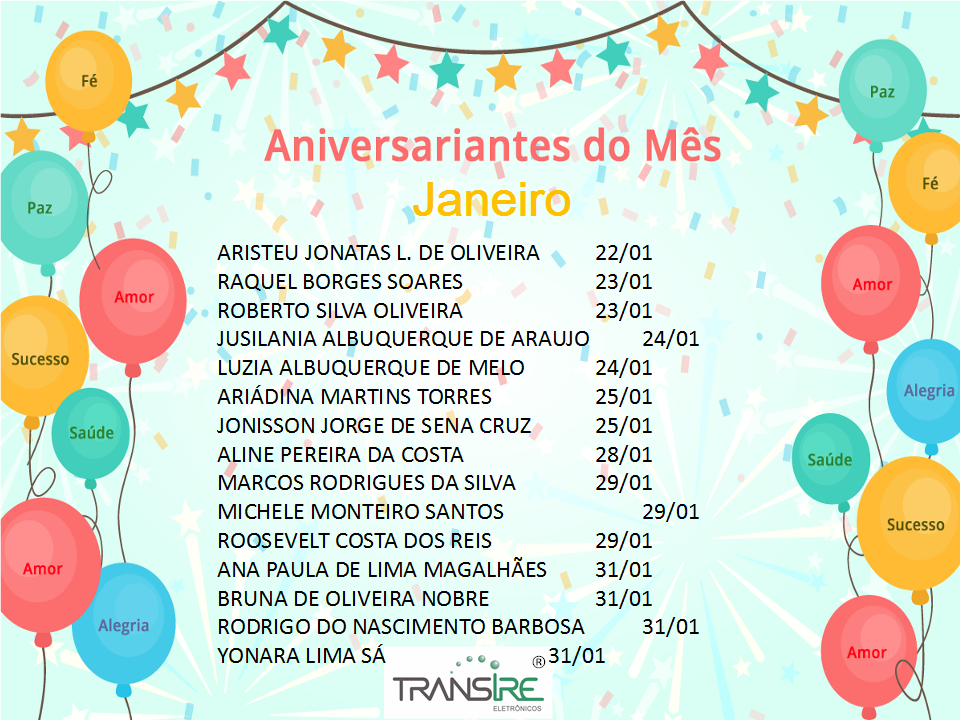 Aniversariantes do Mês
Janeiro
ARISTEU JONATAS L. DE OLIVEIRA 22/01
RAQUEL BORGES SOARES 23/01
ROBERTO SILVA OLIVEIRA 23/01
JUSILANIA ALBUQUERQUE DE ARAUJO 24/01
LUZIA ALBUQUERQUE DE MELO 24/01
ARIÁDINA MARTINS TORRES 25/01
JONISSON JORGE DE SENA CRUZ 25/01
ALINE PEREIRA DA COSTA 28/01
MARCOS RODRIGUES DA SILVA 29/01
MICHELE MONTEIRO SANTOS 29/01
ROOSEVELT COSTA DOS REIS 29/01
ANA PAULA DE LIMA MAGALHÃES 31/01
BRUNA DE OLIVEIRA NOBRE 31/01
RODRIGO DO NASCIMENTO BARBOSA 31/01
YONARA LIMA SÁ 31/01
TRANSIRE ®
ELETRÔNICOS
Fé
Paz
Amor
Sucesso
Saúde
Amor
Alegria
Paz
Fé
Amor
Alegria
Saúde
Sucesso
Amor